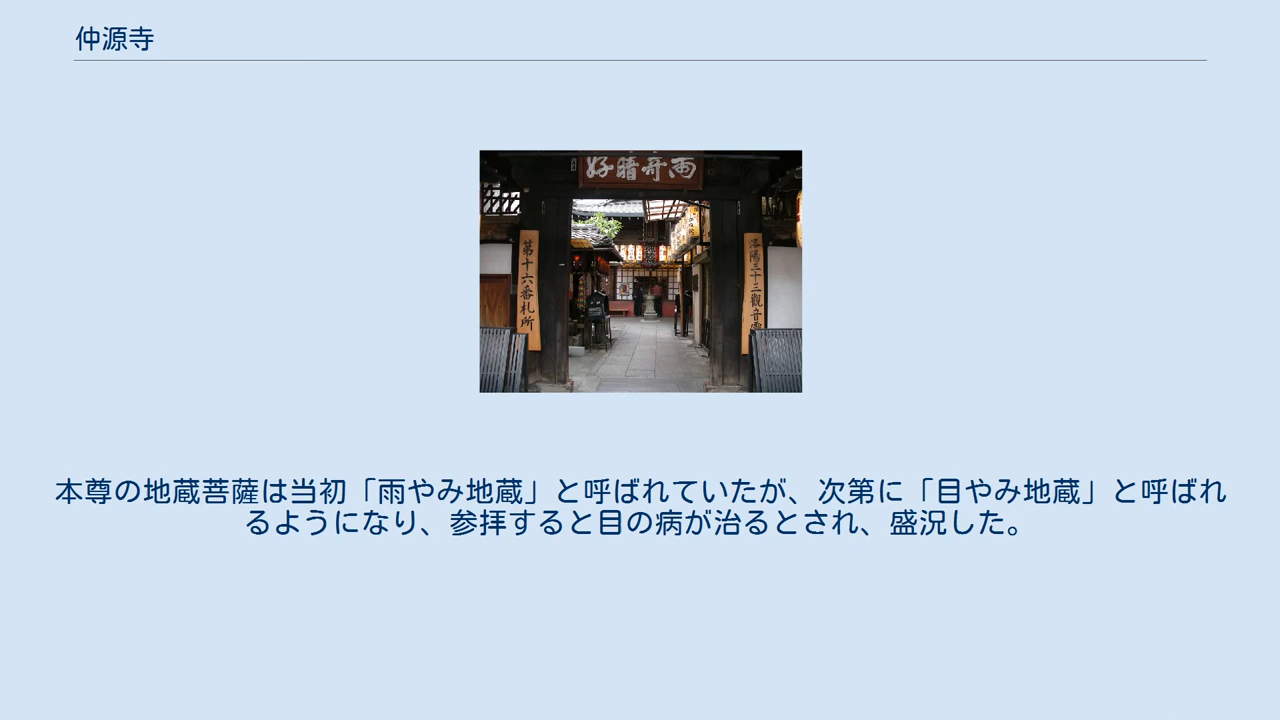 仲源寺
雨奇晴好
第十六番札所
洛陽三十三観音霊
本尊の地蔵菩薩は当初「雨やみ地蔵」と呼ばれていたが、次第に「目やみ地蔵」と呼ばれ
るようになり、参拝すると目の病が治るとされ、盛況した。